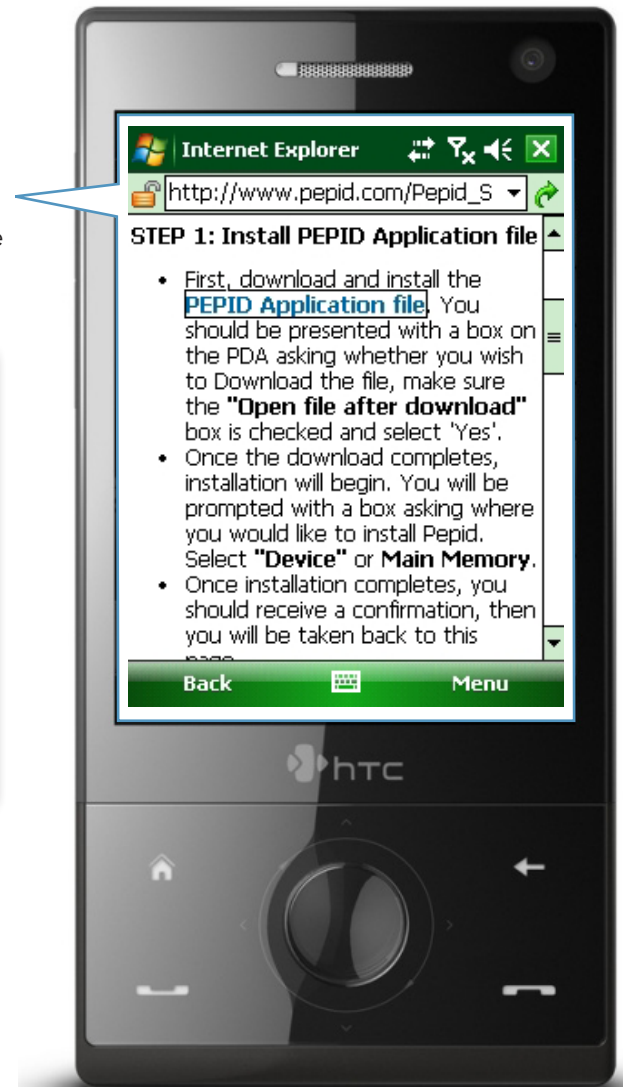 e
Internet Explorer
http://www.pepid.com/Pepid_S
STEP 1: Install PEPID Application file
• First, download and install the
PEPID Application file. You
should be presented with a box on
the PDA asking whether you wish
to Download the file, make sure
the "Open file after download"
box is checked and select 'Yes'.
• Once the download completes,
installation will begin. You will be
prompted with a box asking where
you would like to install Pepid.
Select "Device" or Main Memory.
• Once installation completes, you
should receive a confirmation, then
you will be taken back to this
page
Back
Menu
hTC